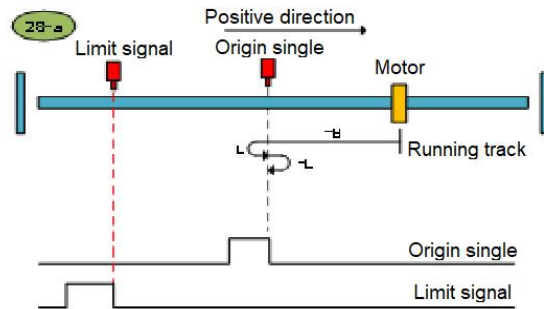 28-a
Positive direction
Limit signal
Origin single
Motor
-H
L
-L
Running track
Origin single
Limit signal